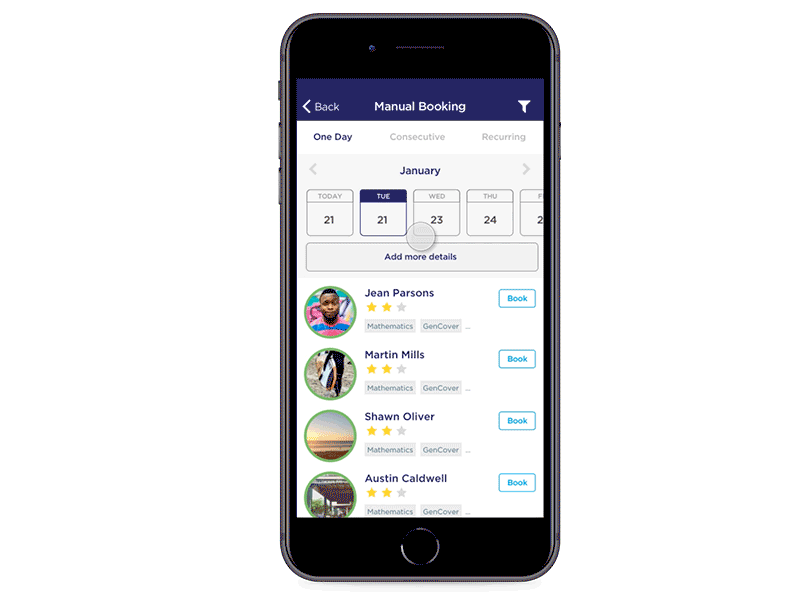 Back Manual Booking
One Day Consecutive Recurring
January
TODAY TUE WED THU F
21 21 23 24 2
Add more details
Jean Parsons
Book
Mathematics GenCover ...
Martin Mills
Book
Mathematics GenCover ...
Shawn Oliver
Book
Mathematics GenCover ...
Austin Caldwell
Book
Mathematics GenCover ...